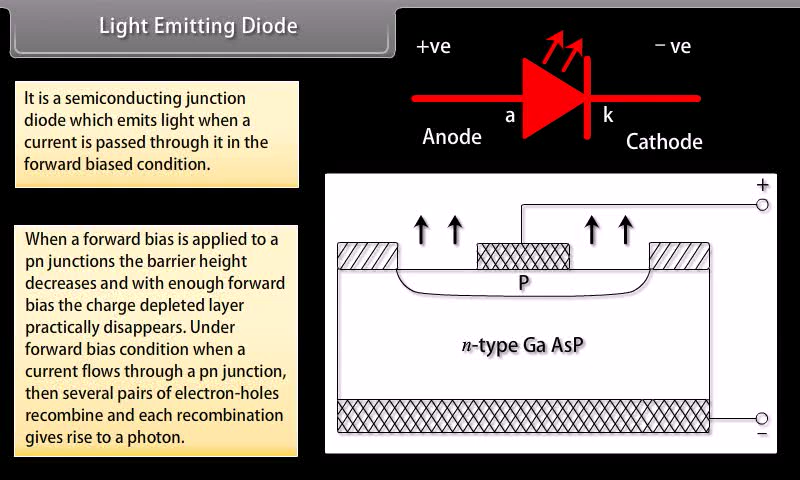 Light Emitting Diode
It is a semiconducting junction
diode which emits light when a
current is passed through it in the
forward biased condition.
+ve
– ve
a
k
Anode
Cathode
When a forward bias is applied to a
pn junctions the barrier height
decreases and with enough forward
bias the charge depleted layer
practically disappears. Under
forward bias condition when a
current flows through a pn junction,
then several pairs of electron-holes
recombine and each recombination
gives rise to a photon.
+
P
n-type Ga AsP
–